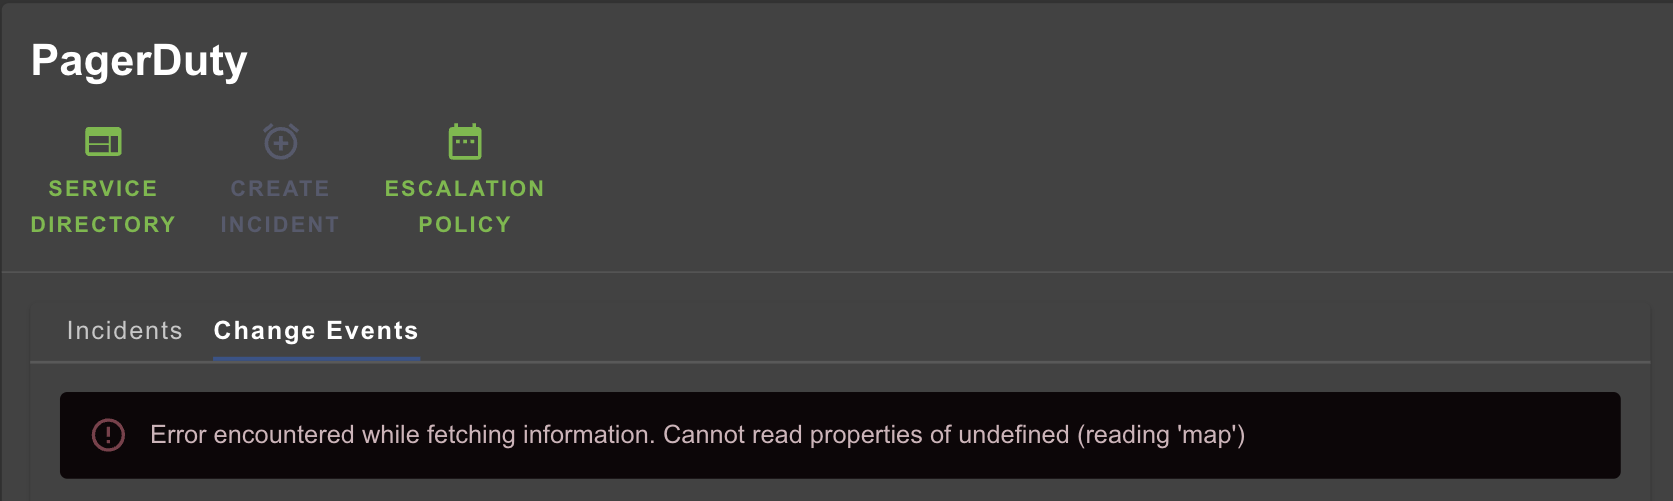 PagerDuty
SERVICE
DIRECTORY
CREATE
INCIDENT
ESCALATION
POLICY
Incidents
Change Events
Error encountered while fetching information. Cannot read properties of undefined (reading 'map')